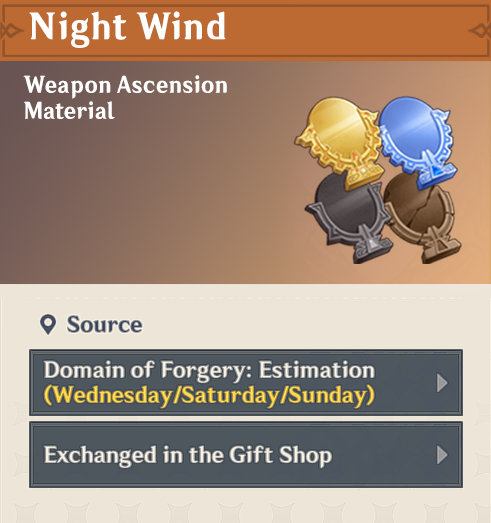 Night Wind
Weapon Ascension
Material
Source
Domain of Forgery: Estimation
(Wednesday/Saturday/Sunday)
Exchanged in the Gift Shop